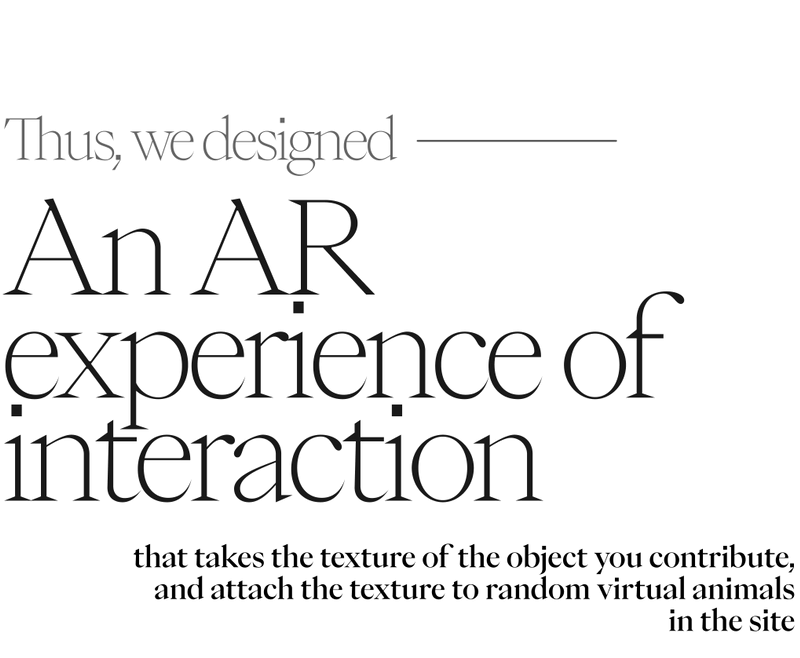 Thus, we designed
An AR
experience of
interaction
that takes the texture of the object you contribute,
and attach the texture to random virtual animals
in the site